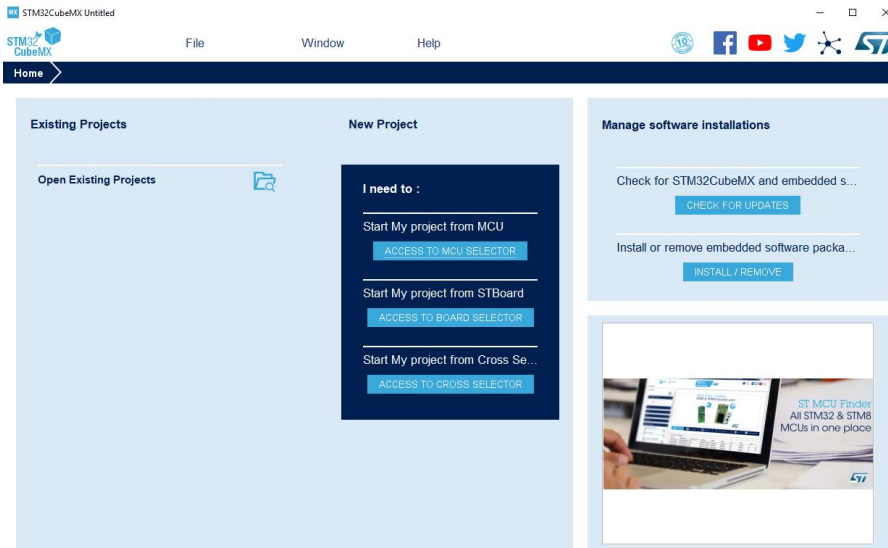 MX STM32CubeMX Untitled
STM32
CubeMX
File Window Help
10
Home
Existing Projects
Open Existing Projects
New Project
I need to :
Start My project from MCU
ACCESS TO MCU SELECTOR
Start My project from STBoard
ACCESS TO BOARD SELECTOR
Start My project from Cross Se...
ACCESS TO CROSS SELECTOR
Manage software installations
Check for STM32CubeMX and embedded s...
CHECK FOR UPDATES
Install or remove embedded software packa...
INSTALL / REMOVE
ST MCU Finder
All STM32 & STM8
MCUs in one place